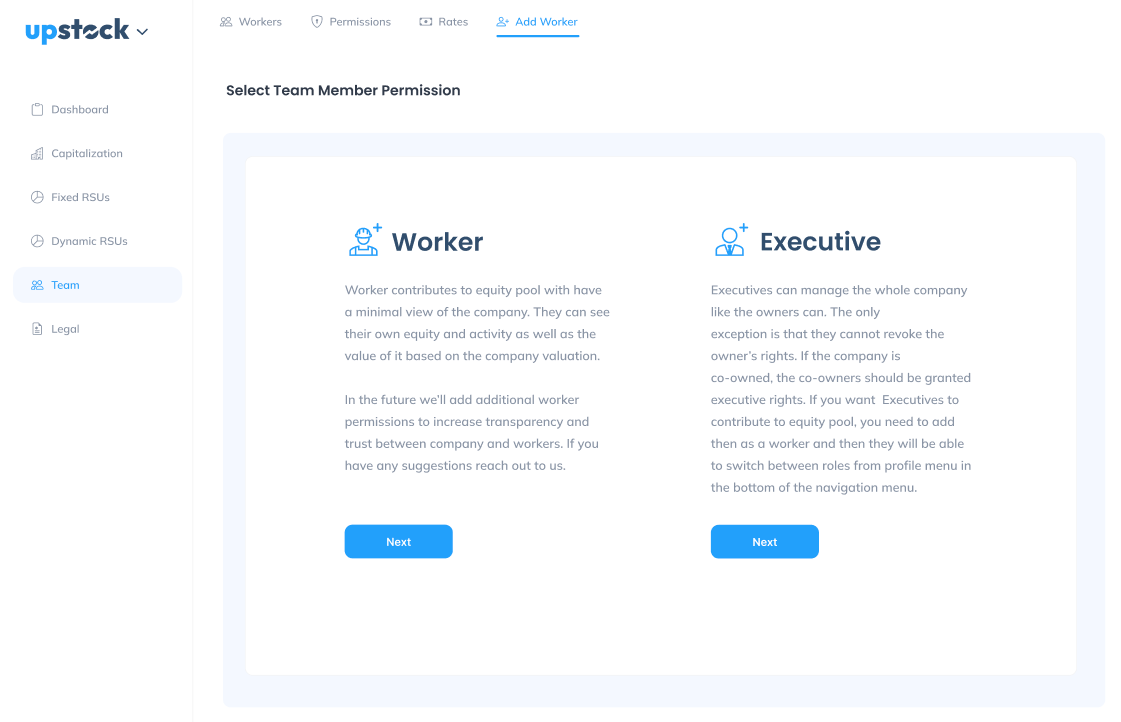 upstock
Workers
Permissions
Rates
Add Worker
Select Team Member Permission
Dashboard
Capitalization
Fixed RSUs
Dynamic RSUs
Team
Legal
Worker
Worker contributes to equity pool with have
a minimal view of the company. They can see
their own equity and activity as well as the
value of it based on the company valuation.
In the future we’ll add additional worker
permissions to increase transparency and
trust between company and workers. If you
have any suggestions reach out to us.
Next
Executive
Executives can manage the whole company
like the owners can. The only
exception is that they cannot revoke the
owner’s rights. If the company is
co-owned, the co-owners should be granted
executive rights. If you want  Executives to
contribute to equity pool, you need to add
then as a worker and then they will be able
to switch between roles from profile menu in
the bottom of the navigation menu.
Next